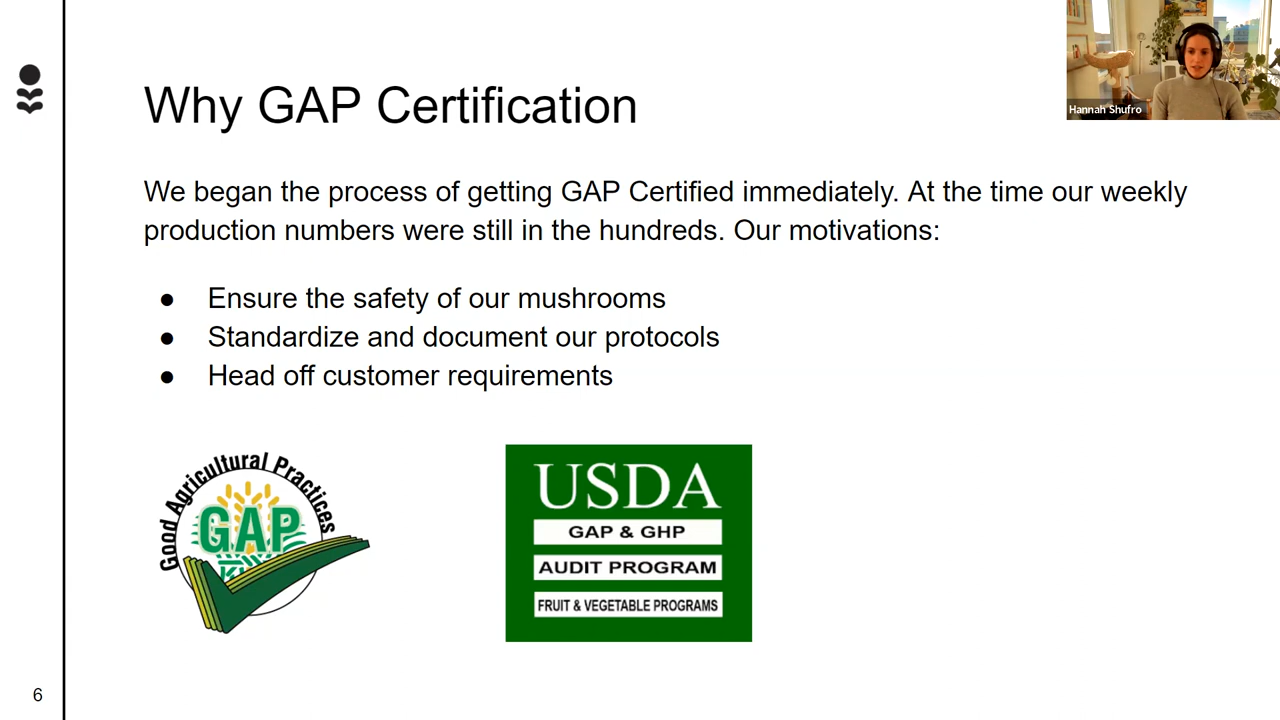 Why GAP Certification
Hannah Shufro
We began the process of getting GAP Certified immediately. At the time our weekly
production numbers were still in the hundreds. Our motivations:
● Ensure the safety of our mushrooms
● Standardize and document our protocols
● Head off customer requirements
Good Agricultural Practices
GAP
USDA
GAP & GHP
AUDIT PROGRAM
FRUIT & VEGETABLE PROGRAMS
6